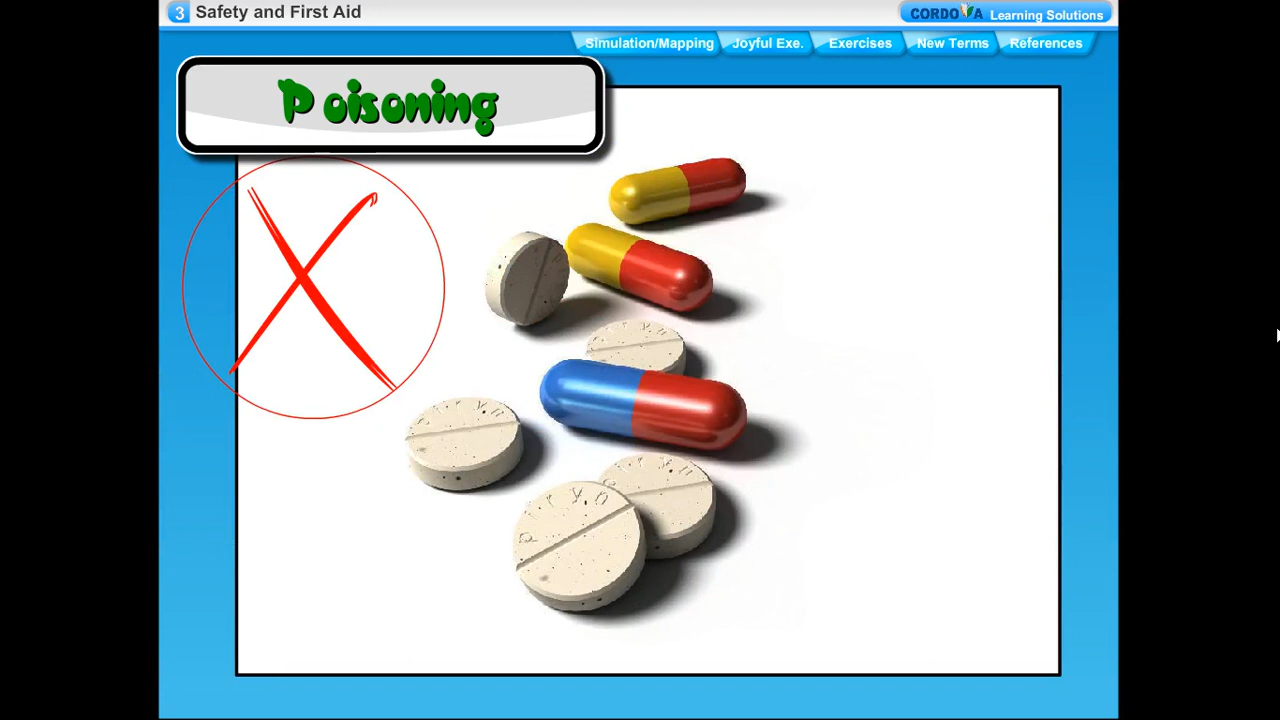 3 Safety and First Aid
CORDOVA Learning Solutions
Simulation/Mapping Joyful Exe. Exercises New Terms References
Poisoning